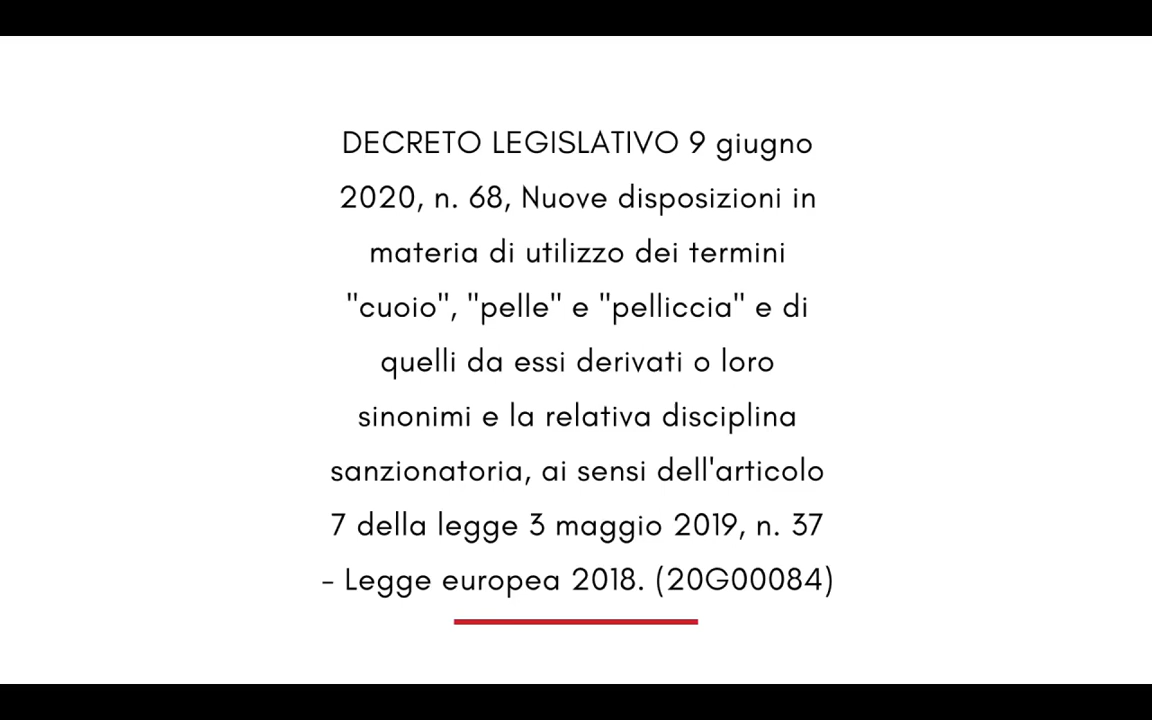 DECRETO LEGISLATIVO 9 giugno
2020, n. 68, Nuove disposizioni in
materia di utilizzo dei termini
"cuoio", "pelle" e "pelliccia" e di
quelli da essi derivati o loro
sinonimi e la relativa disciplina
sanzionatoria, ai sensi dell'articolo
7 della legge 3 maggio 2019, n. 37
- Legge europea 2018. (20G00084)